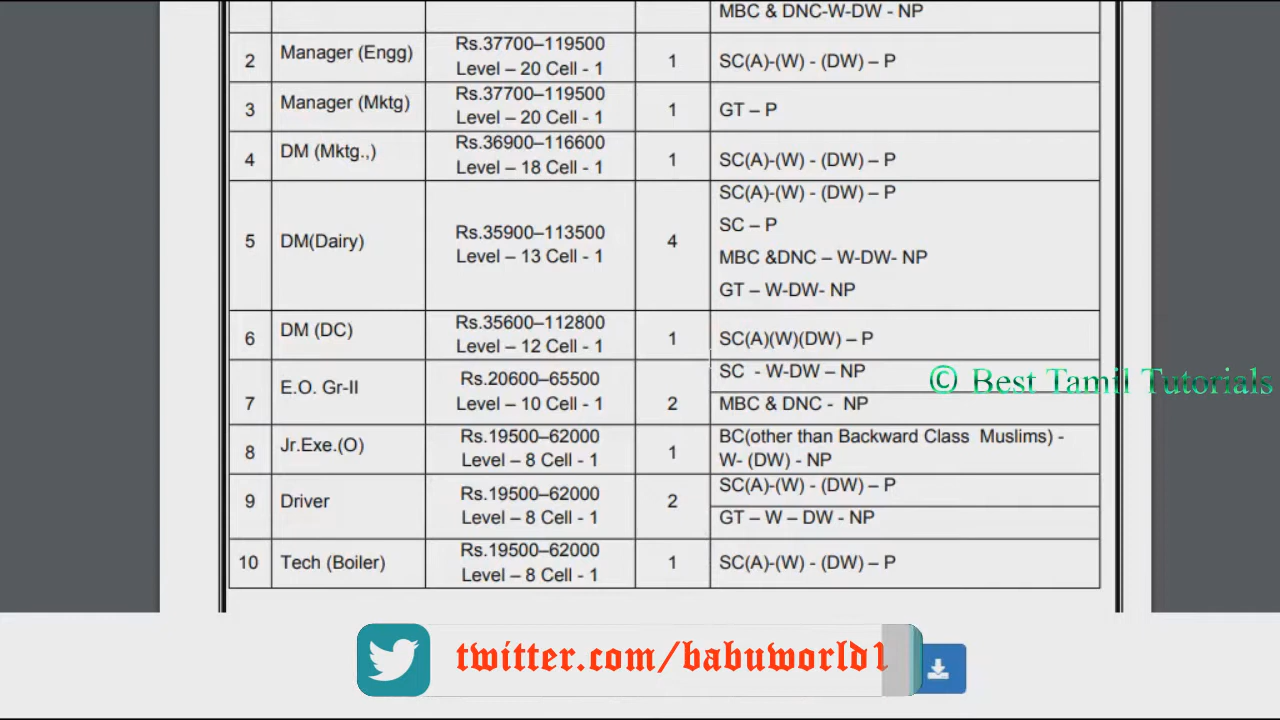 MBC & DNC-W-DW - NP
2 Manager (Engg) Rs.37700–119500 Level – 20 Cell - 1 1 SC(A)-(W) - (DW) – P
3 Manager (Mktg) Rs.37700–119500 Level – 20 Cell - 1 1 GT – P
4 DM (Mktg.,) Rs.36900–116600 Level – 18 Cell - 1 1 SC(A)-(W) - (DW) – P
5 DM(Dairy) Rs.35900–113500 Level – 13 Cell - 1 4 SC(A)-(W) - (DW) – P
SC – P
MBC &DNC – W-DW- NP
GT – W-DW- NP
6 DM (DC) Rs.35600–112800 Level – 12 Cell - 1 1 SC(A)(W)(DW) – P
7 E.O. Gr-II Rs.20600–65500 Level – 10 Cell - 1 2 SC - W-DW – NP
MBC & DNC - NP
© Best Tamil Tutorials
8 Jr.Exe.(O) Rs.19500–62000 Level – 8 Cell - 1 1 BC(other than Backward Class Muslims) -
W- (DW) - NP
9 Driver Rs.19500–62000 Level – 8 Cell - 1 2 SC(A)-(W) - (DW) – P
GT – W – DW - NP
10 Tech (Boiler) Rs.19500–62000 Level – 8 Cell - 1 1 SC(A)-(W) - (DW) – P
twitter.com/babuworld1